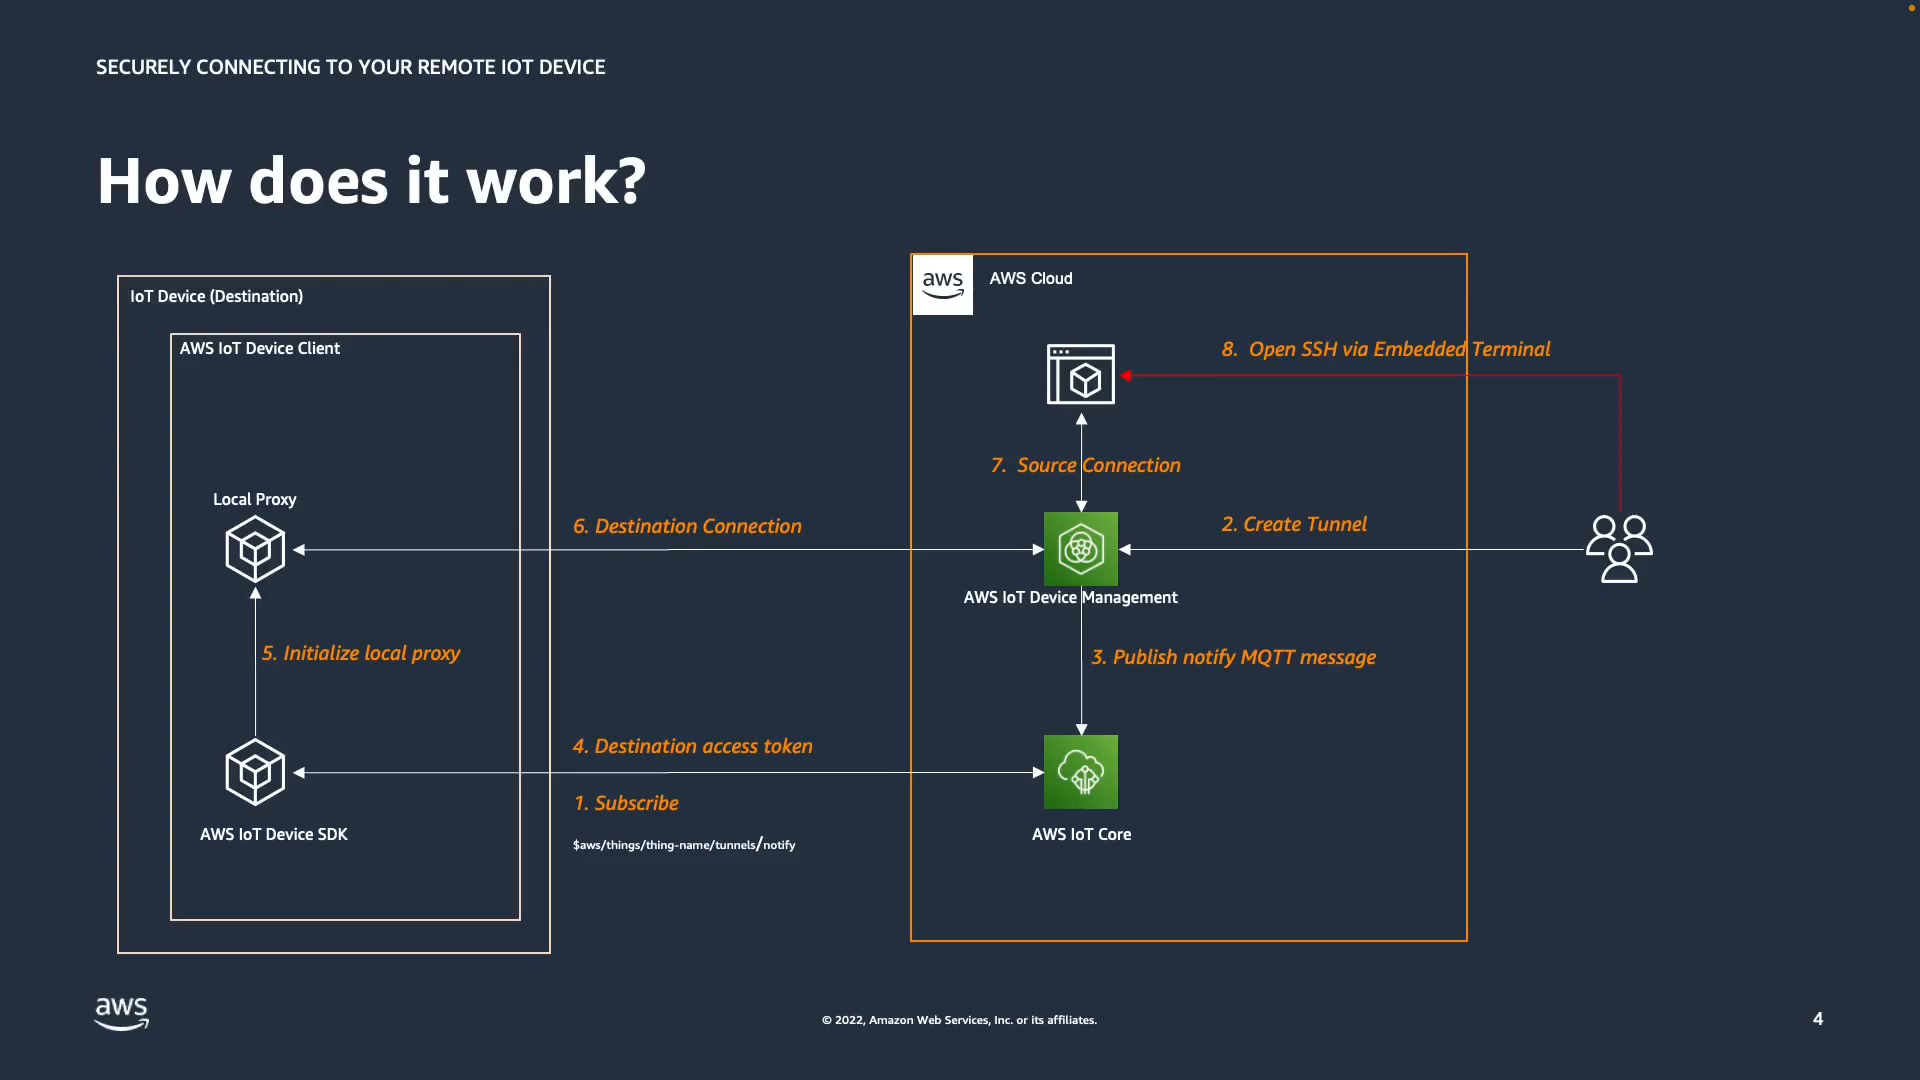 SECURELY CONNECTING TO YOUR REMOTE IOT DEVICE
How does it work?
IoT Device (Destination)
AWS IoT Device Client
Local Proxy
5. Initialize local proxy
AWS IoT Device SDK
6. Destination Connection
4. Destination access token
1. Subscribe
$aws/things/thing-name/tunnels/notify
aws
AWS Cloud
8. Open SSH via Embedded Terminal
7. Source Connection
2. Create Tunnel
AWS IoT Device Management
3. Publish notify MQTT message
AWS IoT Core
aws
© 2022, Amazon Web Services, Inc. or its affiliates.
4